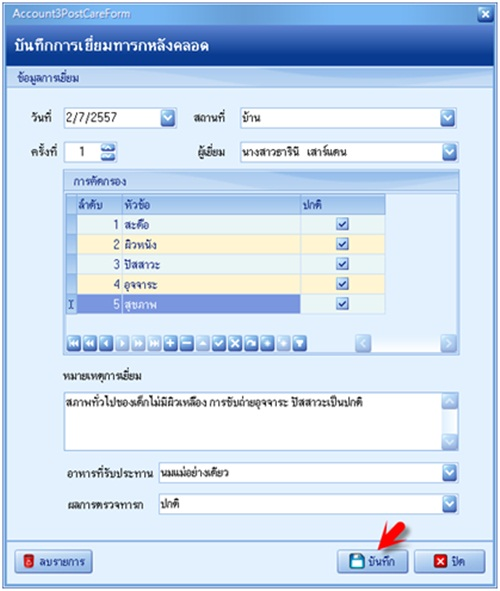 Account3PostCareForm
บันทึกการเยี่ยมทารกหลังคลอด
ข้อมูลการเยี่ยม
วันที่ 2/7/2557 สถานที่ บ้าน
ครั้งที่ 1 ผู้เยี่ยม นางสาวธารินี เสาร์แดน
การคัดกรอง
ลำดับ หัวข้อ ปกติ
1 สะดือ
2 ผิวหนัง
3 ปัสสาวะ
4 อุจจาระ
5 สุขภาพ
หมายเหตุการเยี่ยม
สภาพทั่วไปของเด็กไม่มีผิวเหลือง การขับถ่ายอุจจาระ ปัสสาวะเป็นปกติ
อาหารที่รับประทาน นมแม่อย่างเดียว
ผลการตรวจทารก ปกติ
ลบรายการ บันทึก ปิด